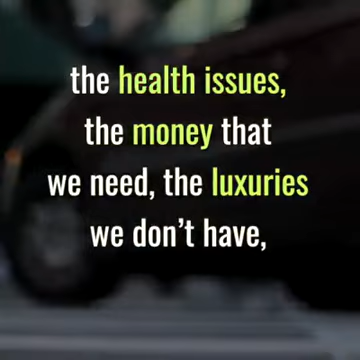 the health issues,
the money that
we need, the luxuries
we don’t have,